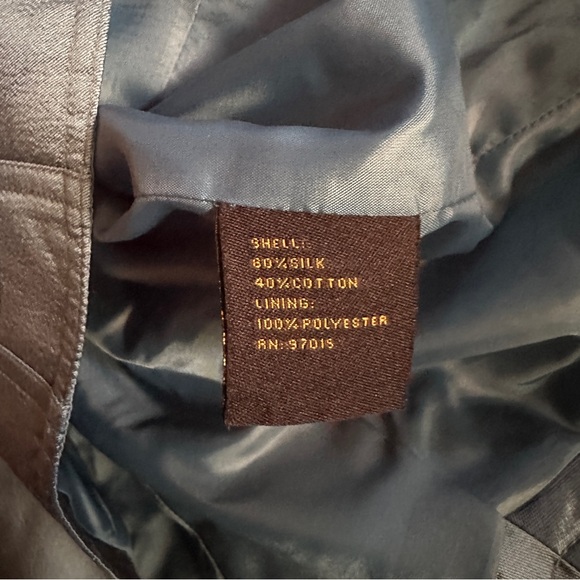 SHELL:
60%SILK
40%COTTON
LINING:
100%POLYESTER
RN:97015